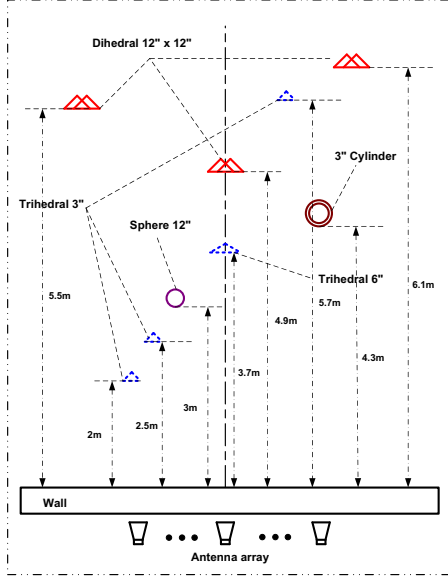 Dihedral 12" x 12"
3" Cylinder
Trihedral 3"
Sphere 12"
Trihedral 6"
5.5m
5.7m
6.1m
4.9m
4.3m
3.7m
3m
2.5m
2m
Wall
Antenna array